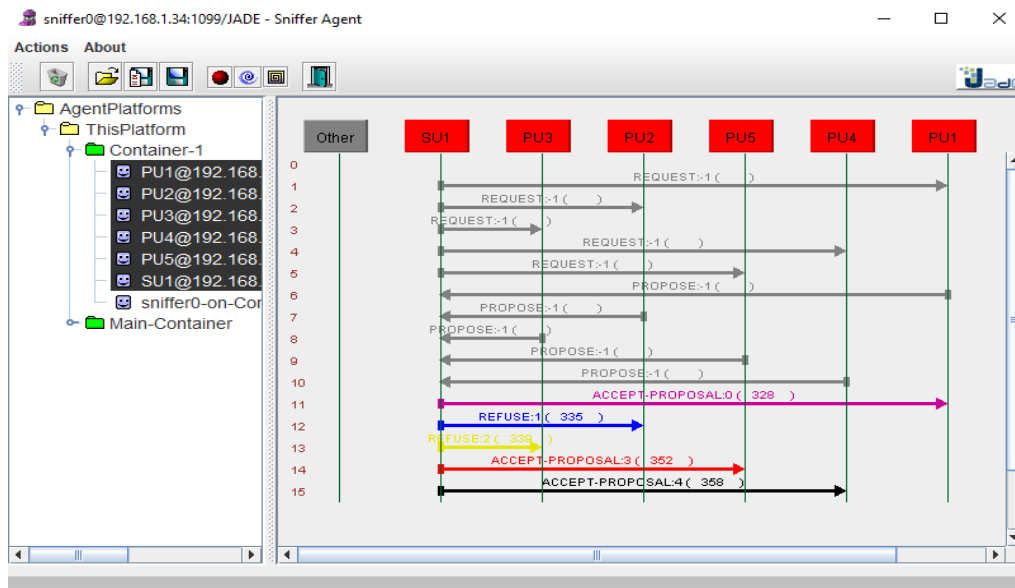 sniffer0@192.168.1.34:1099/JADE - Sniffer Agent
Actions About
Jade
AgentPlatforms
ThisPlatform
Container-1
PU1@192.168.
PU2@192.168.
PU3@192.168.
PU4@192.168.
PU5@192.168.
SU1@192.168.
sniffer0-on-Cor
Main-Container
Other SU1 PU3 PU2 PU5 PU4 PU1
0
1 REQUEST:-1 ( )
2 REQUEST:-1 ( )
3 REQUEST:-1 ( )
4 REQUEST:-1 ( )
5 REQUEST:-1 ( )
6 PROPOSE:-1 ( )
7 PROPOSE:-1 ( )
8 PROPOSE:-1 ( )
9 PROPOSE:-1 ( )
10 PROPOSE:-1 ( )
11 ACCEPT-PROPOSAL:0 ( 328 )
12 REFUSE:1 ( 335 )
13 REFUSE:2 ( 339 )
14 ACCEPT-PROPOSAL:3 ( 352 )
15 ACCEPT-PROPOSAL:4 ( 358 )